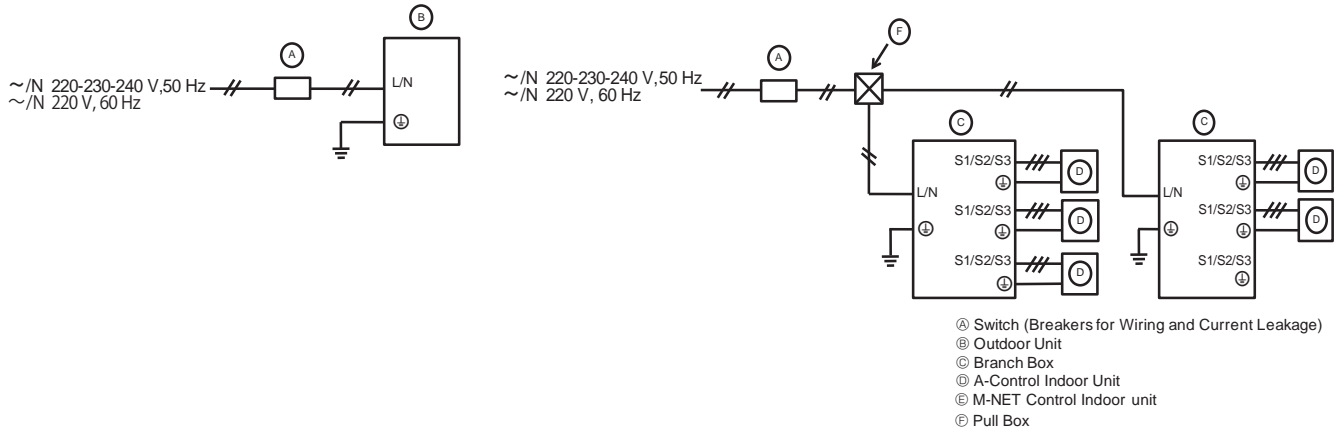 B
A
~/N 220-230-240 V,50 Hz
~/N 220 V, 60 Hz
L/N
F
A
~/N 220-230-240 V,50 Hz
~/N 220 V, 60 Hz
C
L/N
S1/S2/S3
D
S1/S2/S3
D
S1/S2/S3
D
C
L/N
S1/S2/S3
D
S1/S2/S3
D
S1/S2/S3
Ⓐ Switch (Breakers for Wiring and Current Leakage)
Ⓑ Outdoor Unit
Ⓒ Branch Box
Ⓓ A-Control Indoor Unit
Ⓔ M-NET Control Indoor unit
Ⓕ Pull Box